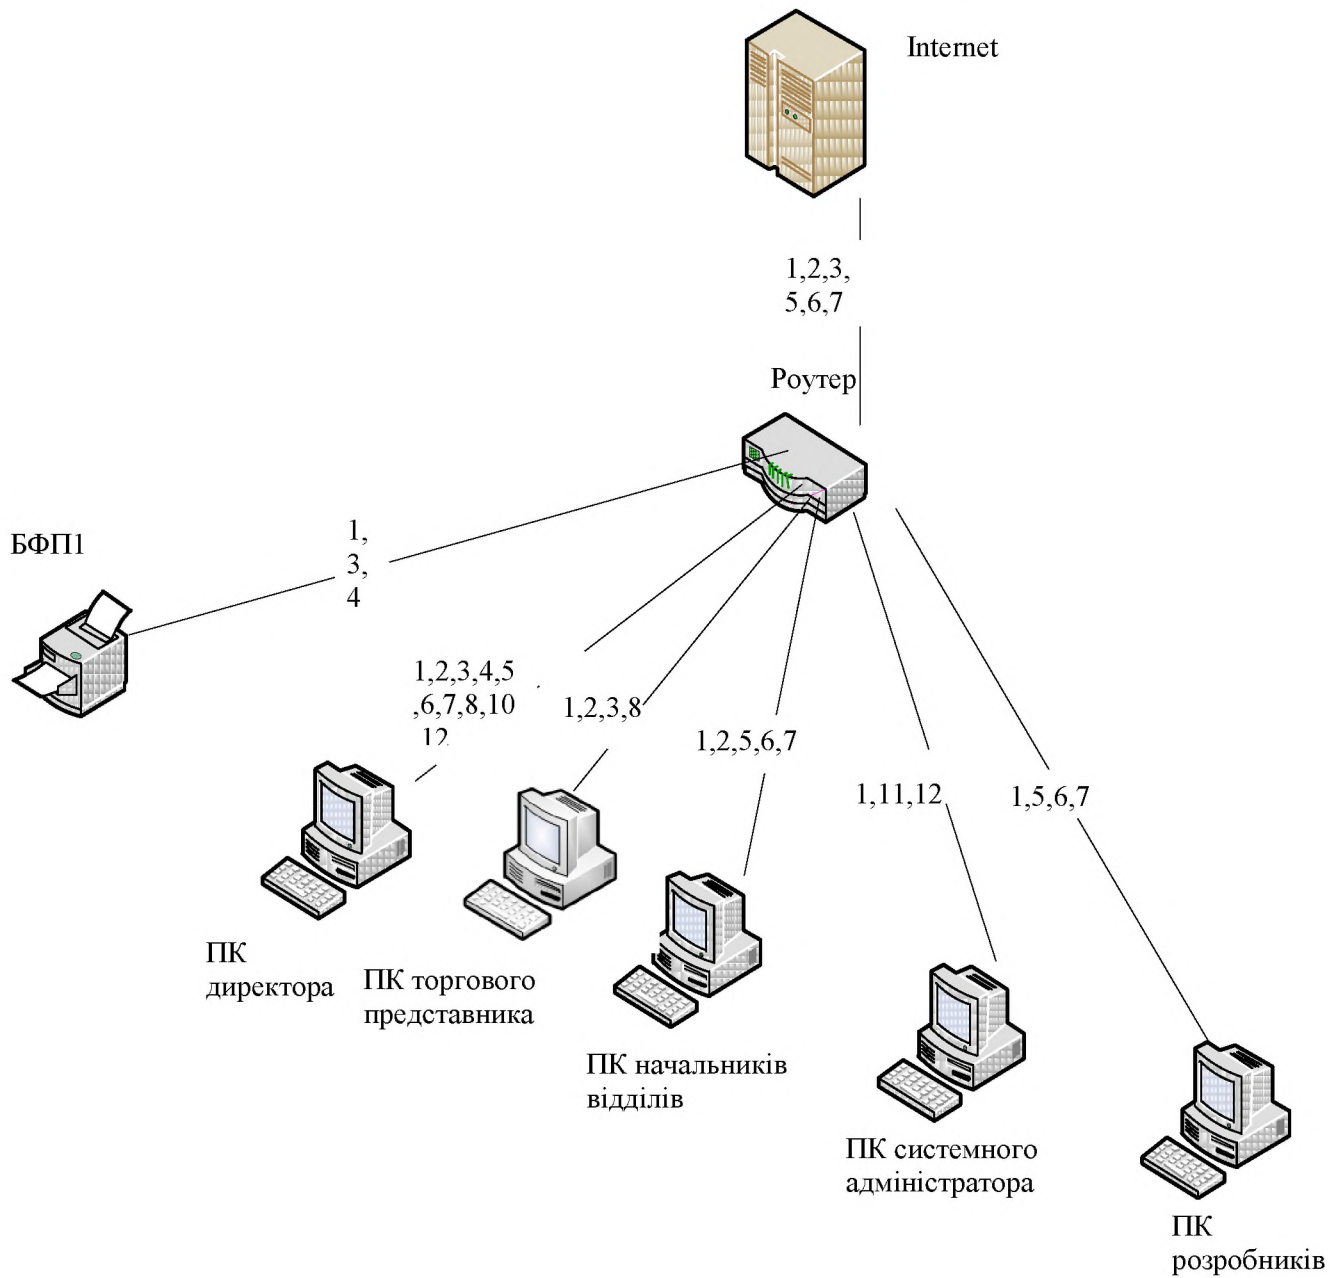 Internet
1,2,3,
5,6,7
Роутер
БФП1
1,
3,
4
1,2,3,4,5
,6,7,8,10
12
1,2,3,8
1,2,5,6,7
1,11,12
1,5,6,7
ПК
директора
ПК торгового
представника
ПК начальників
відділів
ПК системного
адміністратора
ПК
розробників